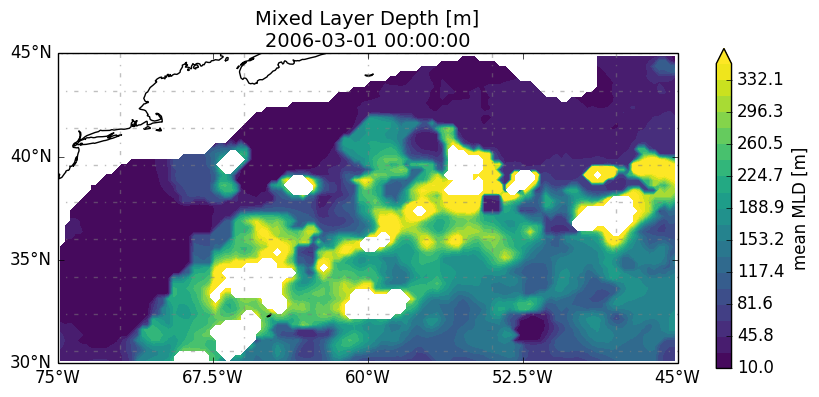 Mixed Layer Depth [m]
2006-03-01 00:00:00
45°N
40°N
35°N
30°N
75°W
67.5°W
60°W
52.5°W
45°W
332.1
296.3
260.5
224.7
188.9
153.2
117.4
81.6
45.8
10.0
mean MLD [m]